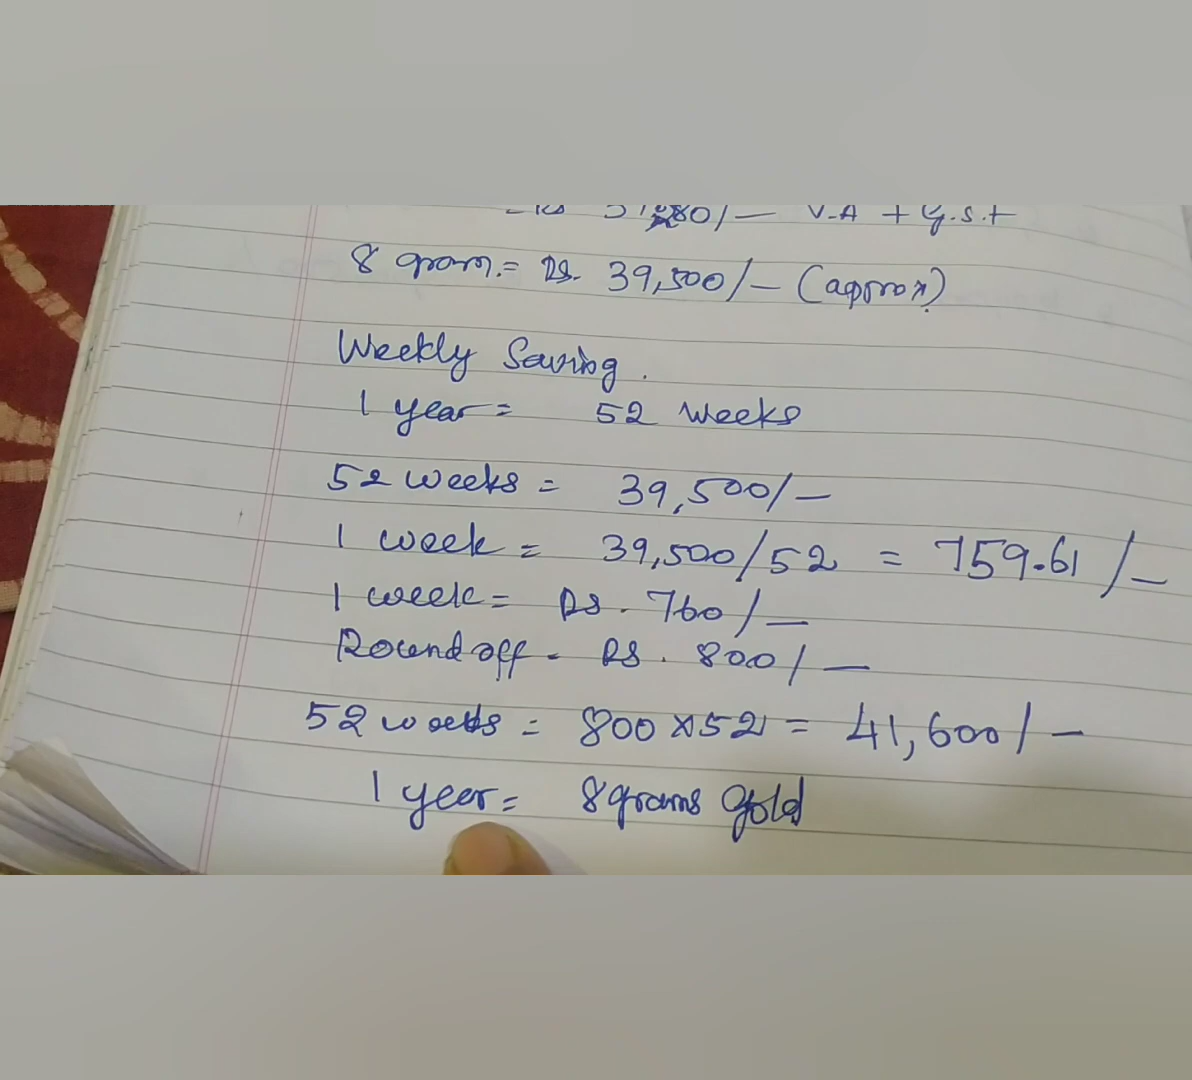 80/- V.A + G.S.t
8 gram = Rs. 39,500/- (approx)
Weekly Saving.
1 year = 52 weeks
52 weeks = 39,500/-
1 week = 39,500/52 = 759.61/-
1 week = Rs. 760/-
Round off - Rs. 800/-
52 weeks = 800 x 52 = 41,600/-
1 year = 8 grams gold